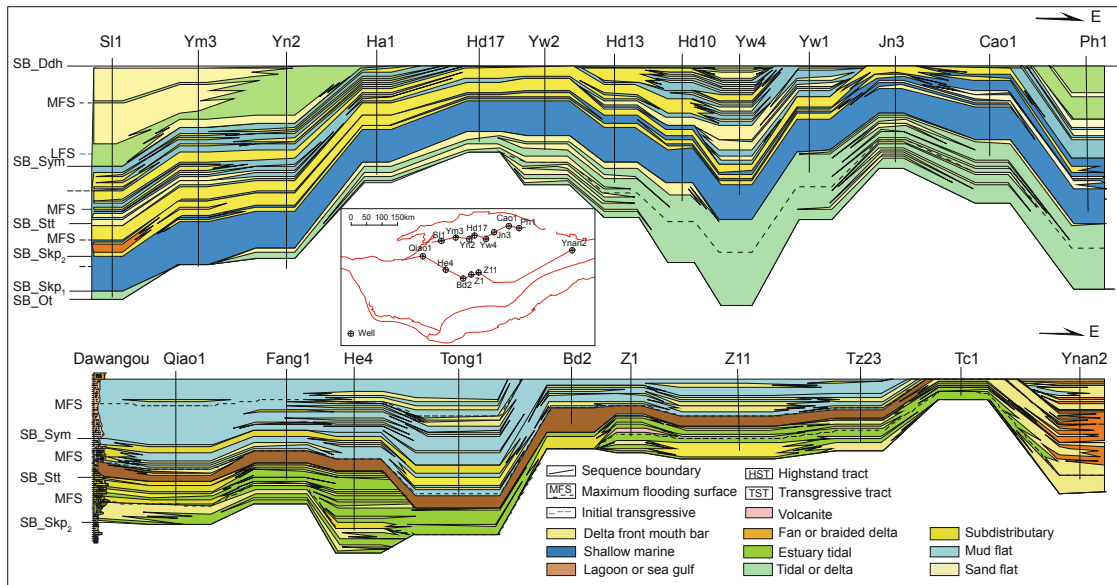 E
Sl1 Ym3 Yn2 Ha1 Hd17 Yw2 Hd13 Hd10 Yw4 Yw1 Jn3 Cao1 Ph1
SB_Ddh
MFS
LFS
SB_Sym
MFS
SB_Stt
MFS
SB_Skp₂
SB_Skp₁
SB_Ot
0 50 100 150km
Cao1
Ph1
Hd17
Ym3
Sl1
Jn3
Yn2 Yw4
Qiao1
Ynan2
He4
Z11
Bd2
Z1
Well
E
Dawangou Qiao1 Fang1 He4 Tong1 Bd2 Z1 Z11 Tz23 Tc1 Ynan2
MFS
SB_Sym
MFS
SB_Stt
MFS
SB_Skp₂
Sequence boundary
HST Highstand tract
MFS Maximum flooding surface
TST Transgressive tract
Initial transgressive
Volcanite
Delta front mouth bar
Fan or braided delta
Subdistributary
Shallow marine
Estuary tidal
Mud flat
Lagoon or sea gulf
Tidal or delta
Sand flat